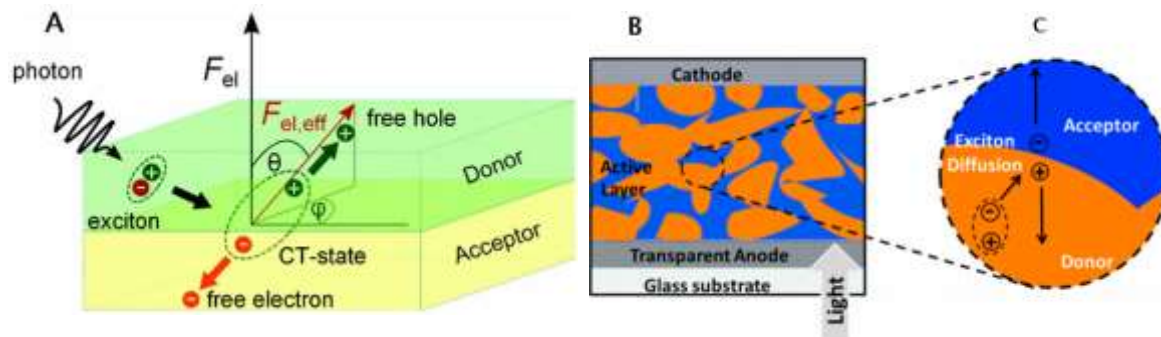 A
F el
photon
F el,eff
free hole
θ
+
Donor
+
-
+
exciton
φ
-
CT-state
Acceptor
-
free electron
B
Cathode
Active
Layer
Transparent Anode
Glass substrate
Light
C
Acceptor
-
Exciton
Diffusion
+
-
+
Donor